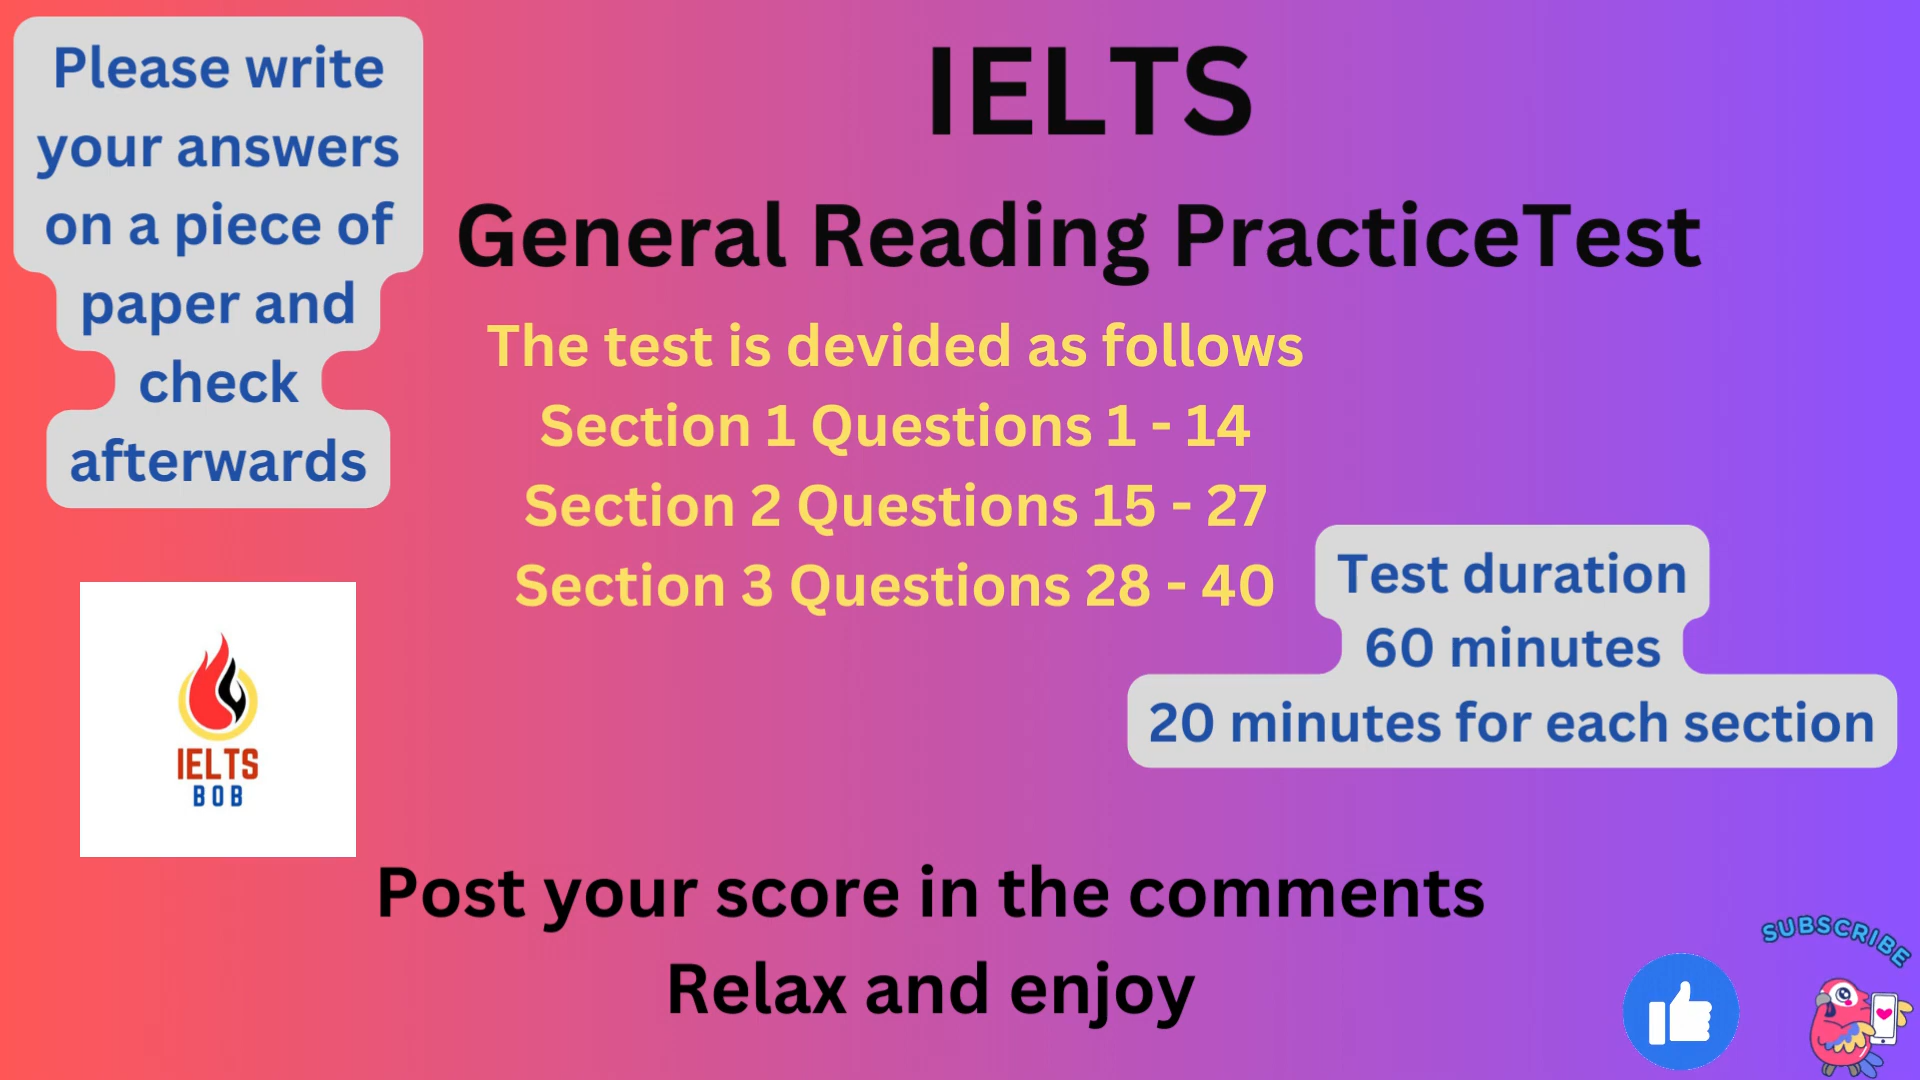 Please write
your answers
on a piece of
paper and
check
afterwards
IELTS
General Reading PracticeTest
The test is devided as follows
Section 1 Questions 1 - 14
Section 2 Questions 15 - 27
Section 3 Questions 28 - 40
Test duration
60 minutes
20 minutes for each section
IELTS
BOB
Post your score in the comments
Relax and enjoy
SUBSCRIBE